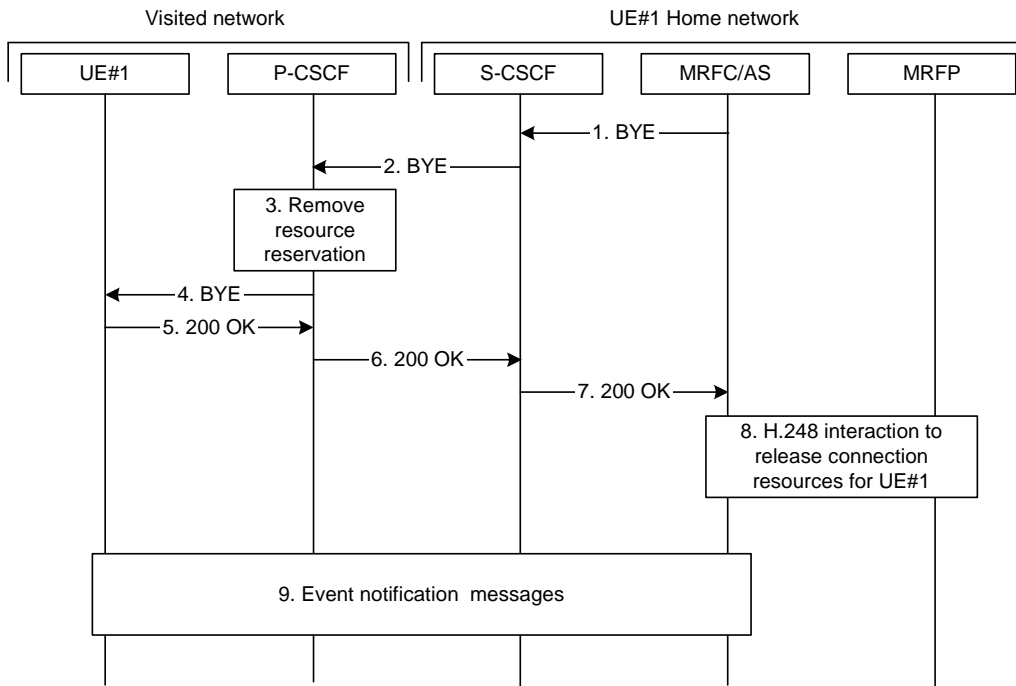 Visited network
UE#1 Home network
UE#1
P-CSCF
S-CSCF
MRFC/AS
MRFP
1. BYE
2. BYE
3. Remove
resource
reservation
4. BYE
5. 200 OK
6. 200 OK
7. 200 OK
8. H.248 interaction to
release connection
resources for UE#1
9. Event notification messages